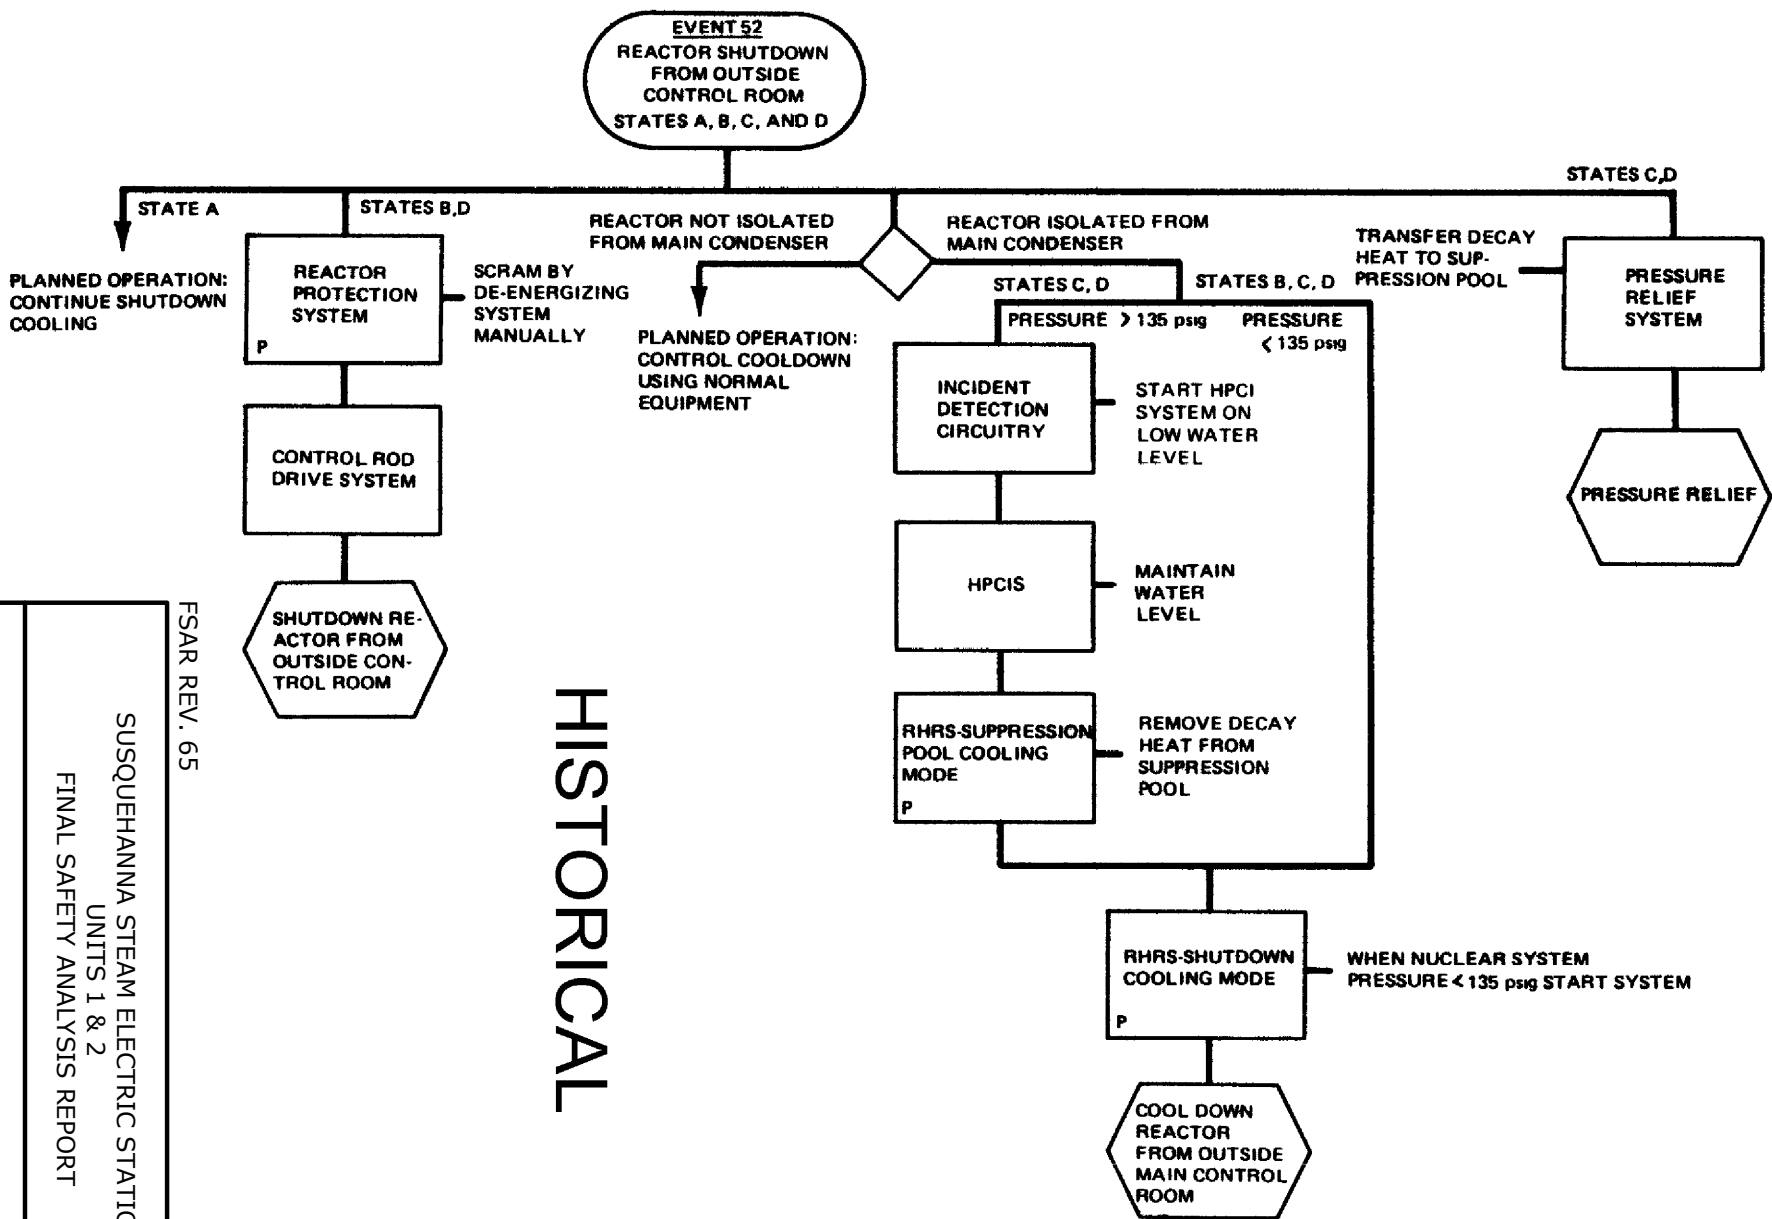 EVENT 52
REACTOR SHUTDOWN
FROM OUTSIDE
CONTROL ROOM
STATES A, B, C, AND D
STATE A
PLANNED OPERATION:
CONTINUE SHUTDOWN
COOLING
STATES B,D
REACTOR
PROTECTION
SYSTEM
P
SCRAM BY
DE-ENERGIZING
SYSTEM
MANUALLY
CONTROL ROD
DRIVE SYSTEM
SHUTDOWN RE-
ACTOR FROM
OUTSIDE CON-
TROL ROOM
REACTOR NOT ISOLATED
FROM MAIN CONDENSER
PLANNED OPERATION:
CONTROL COOLDOWN
USING NORMAL
EQUIPMENT
REACTOR ISOLATED FROM
MAIN CONDENSER
STATES C, D
PRESSURE > 135 psig
STATES B, C, D
PRESSURE
< 135 psig
INCIDENT
DETECTION
CIRCUITRY
START HPCI
SYSTEM ON
LOW WATER
LEVEL
HPCIS
MAINTAIN
WATER
LEVEL
RHRS-SUPPRESSION
POOL COOLING
MODE
P
REMOVE DECAY
HEAT FROM
SUPPRESSION
POOL
RHRS-SHUTDOWN
COOLING MODE
P
WHEN NUCLEAR SYSTEM
PRESSURE < 135 psig START SYSTEM
COOL DOWN
REACTOR
FROM OUTSIDE
MAIN CONTROL
ROOM
STATES C,D
TRANSFER DECAY
HEAT TO SUP-
PRESSION POOL
PRESSURE
RELIEF
SYSTEM
PRESSURE RELIEF
HISTORICAL
FSAR REV. 65
SUSQUEHANNA STEAM ELECTRIC STATIO
UNITS 1 & 2
FINAL SAFETY ANALYSIS REPORT